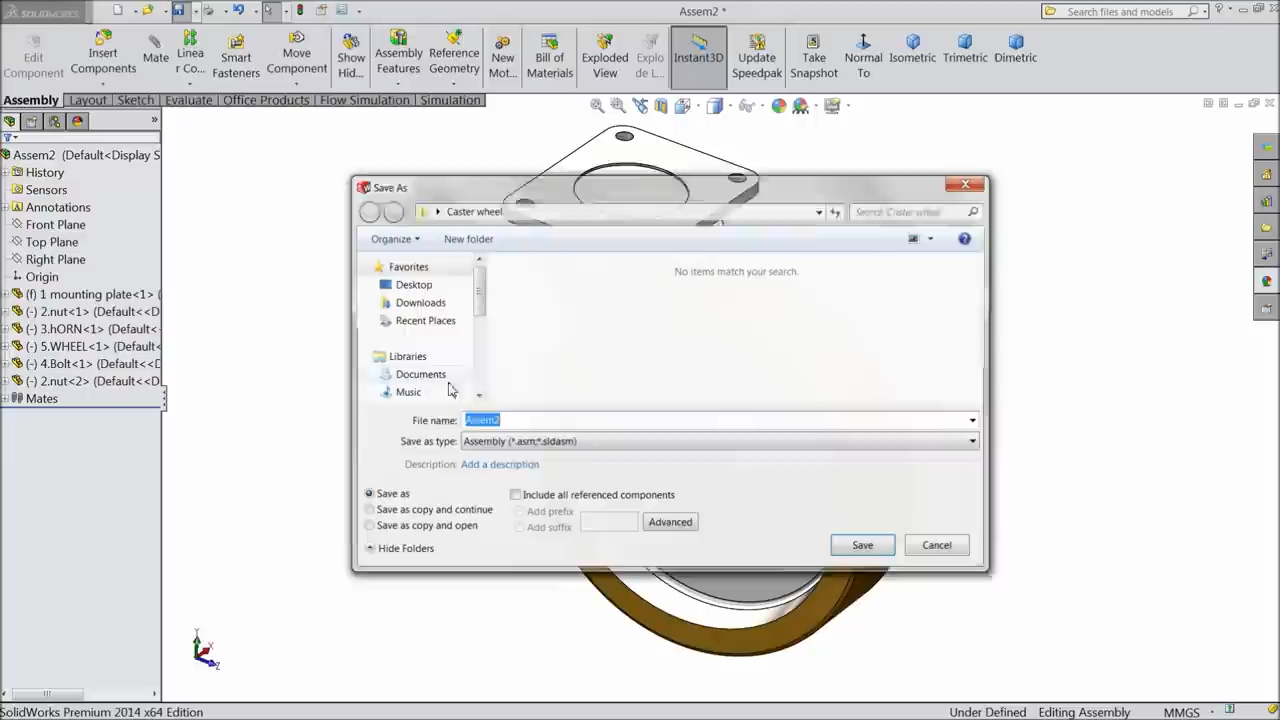 SOLIDWORKS
Assem2 *
Search files and models
Edit Component
Insert Components
Mate
Linea r Co...
Smart Fasteners
Move Component
Show Hid...
Assembly Features
Reference Geometry
New Mot...
Bill of Materials
Exploded View
Explo de L...
Instant3D
Update Speedpak
Take Snapshot
Normal To
Isometric
Trimetric
Dimetric
Assembly
Layout
Sketch
Evaluate
Office Products
Flow Simulation
Simulation
Assem2 (Default<Display S
History
Sensors
Annotations
Front Plane
Top Plane
Right Plane
Origin
(f) 1 mounting plate<1> (
(-) 2.nut<1> (Default<<D
(-) 3.hORN<1> (Default<
(-) 5.WHEEL<1> (Default<
(-) 4.Bolt<1> (Default<<D
(-) 2.nut<2> (Default<<D
Mates
Save As
Caster wheel
Search Caster wheel
Organize
New folder
Favorites
Desktop
Downloads
Recent Places
Libraries
Documents
Music
No items match your search.
File name: Assem2
Save as type: Assembly (*.asm;*.sldasm)
Description: Add a description
Save as
Save as copy and continue
Save as copy and open
Include all referenced components
Add prefix
Add suffix
Advanced
Hide Folders
Save
Cancel
Y
X
Z
SolidWorks Premium 2014 x64 Edition
Under Defined
Editing Assembly
MMGS